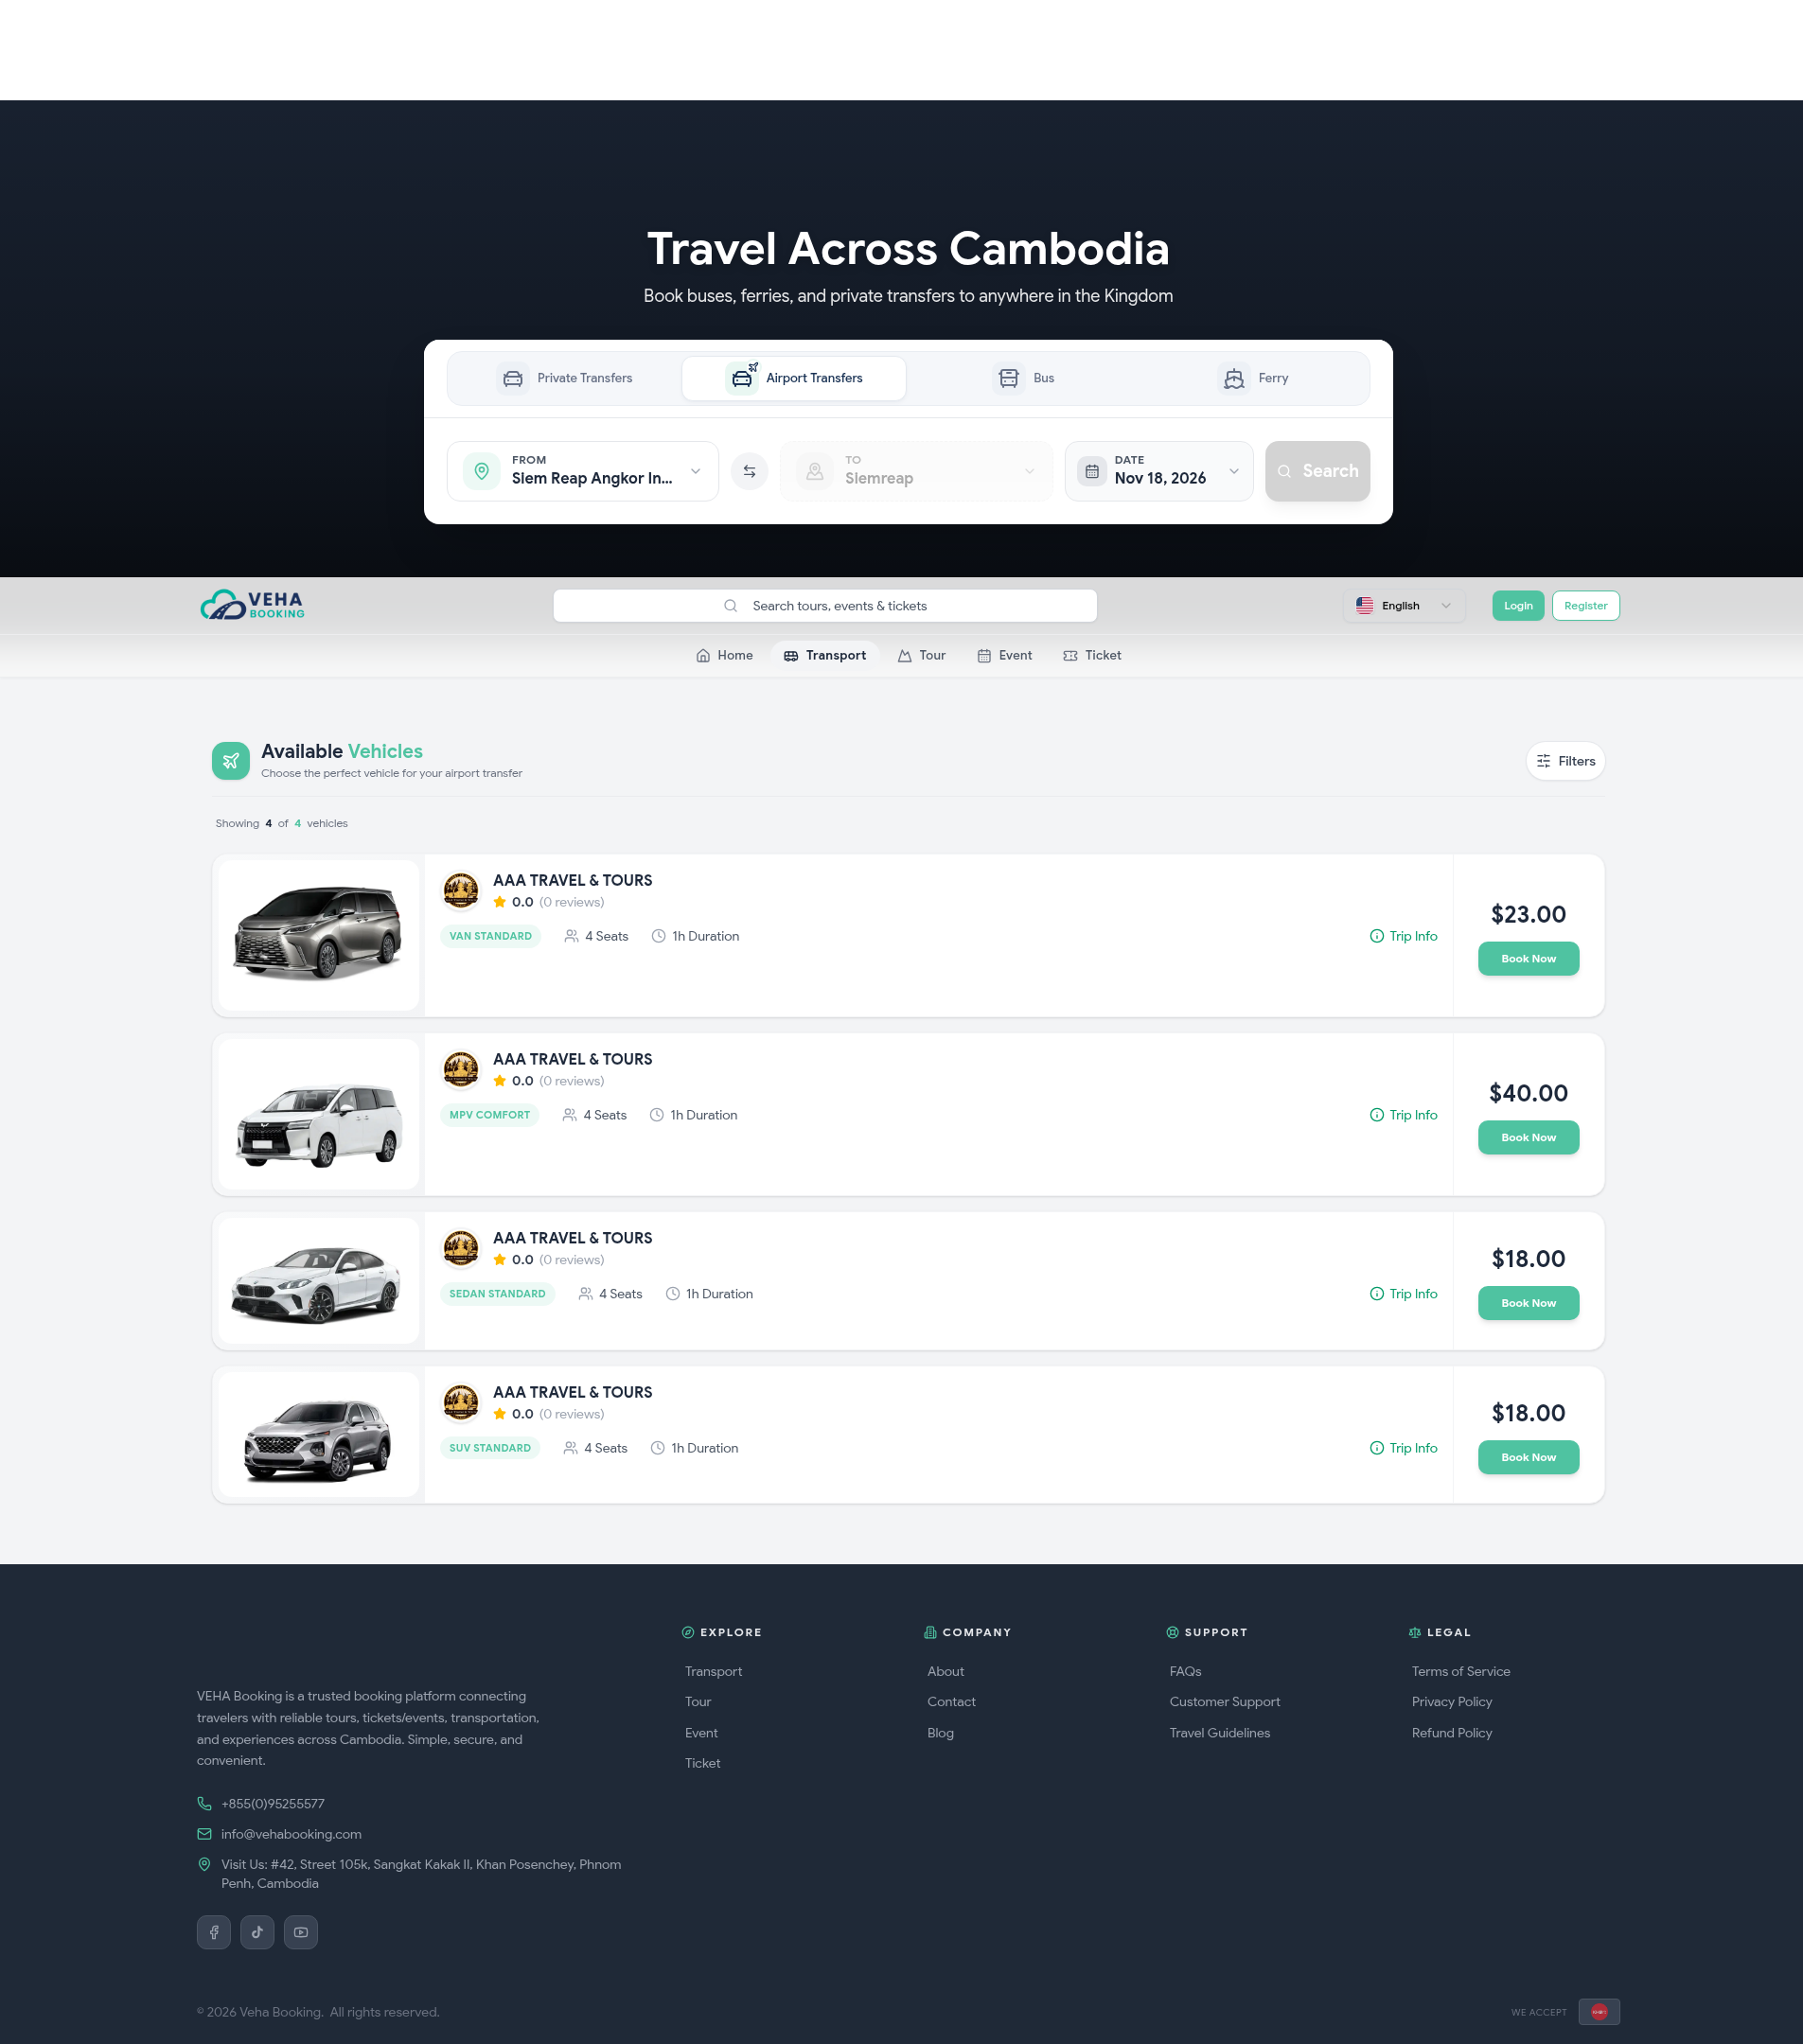 Travel Across Cambodia
Book buses, ferries, and private transfers to anywhere in the Kingdom
Private Transfers
Airport Transfers
Bus
Ferry
FROM
Siem Reap Angkor In...
TO
Siemreap
DATE
Nov 18, 2026
Search
VEHA
BOOKING
Search tours, events & tickets
English
Login
Register
Home
Transport
Tour
Event
Ticket
Available Vehicles
Choose the perfect vehicle for your airport transfer
Filters
Showing 4 of 4 vehicles
AAA TRAVEL & TOURS
0.0 (0 reviews)
VAN STANDARD
4 Seats
1h Duration
Trip Info
$23.00
Book Now
AAA TRAVEL & TOURS
0.0 (0 reviews)
MPV COMFORT
4 Seats
1h Duration
Trip Info
$40.00
Book Now
AAA TRAVEL & TOURS
0.0 (0 reviews)
SEDAN STANDARD
4 Seats
1h Duration
Trip Info
$18.00
Book Now
AAA TRAVEL & TOURS
0.0 (0 reviews)
SUV STANDARD
4 Seats
1h Duration
Trip Info
$18.00
Book Now
VEHA Booking is a trusted booking platform connecting
travelers with reliable tours, tickets/events, transportation,
and experiences across Cambodia. Simple, secure, and
convenient.
+855(0)95255577
info@vehabooking.com
Visit Us: #42, Street 105k, Sangkat Kakak II, Khan Posenchey, Phnom
Penh, Cambodia
EXPLORE
Transport
Tour
Event
Ticket
COMPANY
About
Contact
Blog
SUPPORT
FAQs
Customer Support
Travel Guidelines
LEGAL
Terms of Service
Privacy Policy
Refund Policy
© 2026 Veha Booking. All rights reserved.
WE ACCEPT